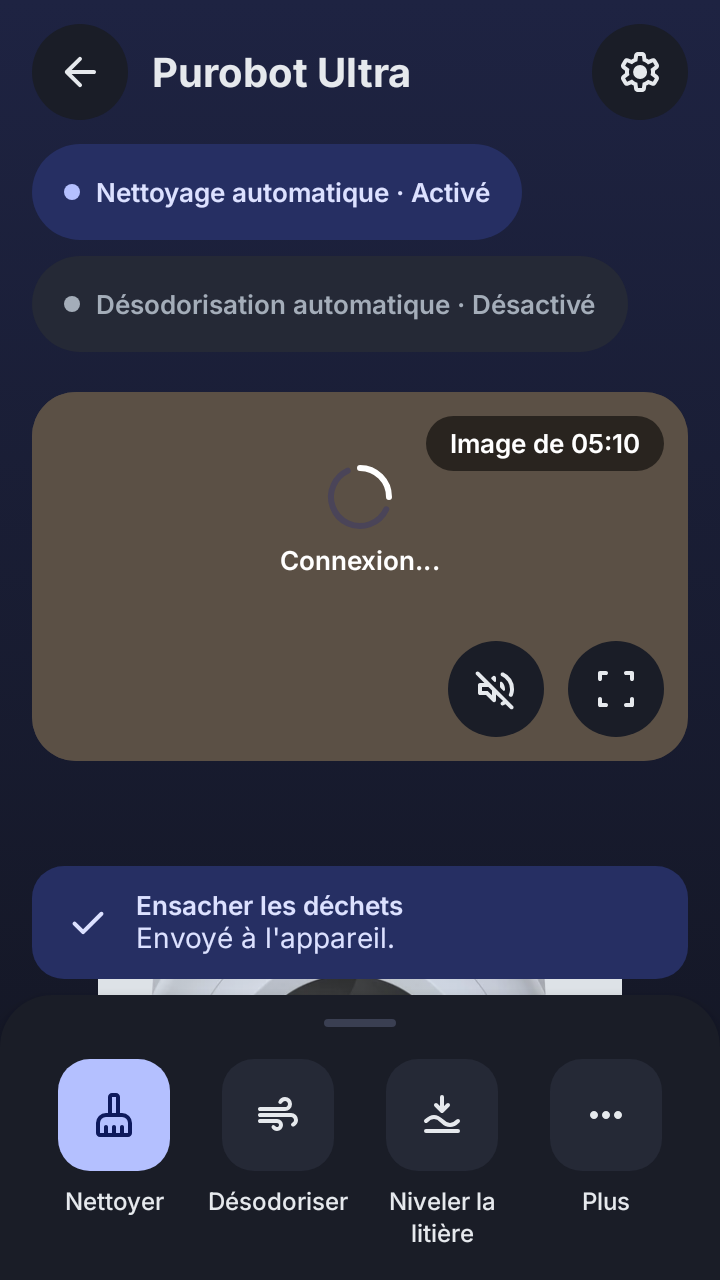 Purobot Ultra
Nettoyage automatique · Activé
Désodorisation automatique · Désactivé
Image de 05:10
Connexion...
Ensacher les déchets
Envoyé à l'appareil.
Nettoyer
Désodoriser
Niveler la
litière
Plus